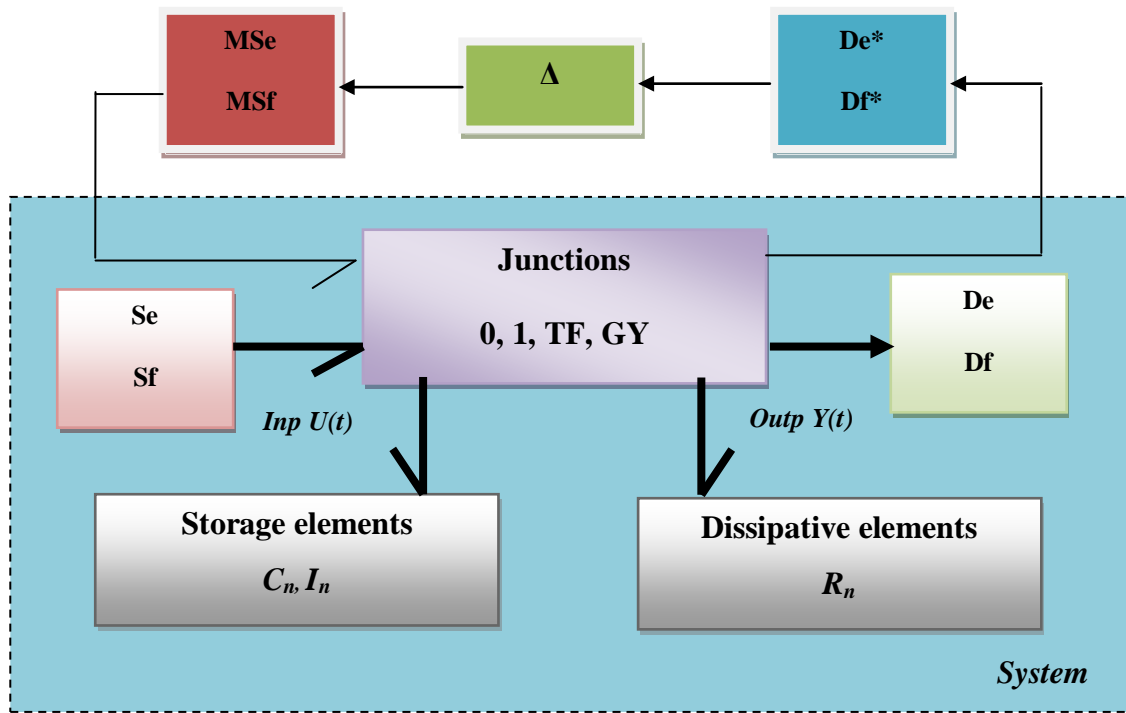 MSe
MSf
Δ
De*
Df*
Junctions
0, 1, TF, GY
Se
Sf
De
Df
Inp U(t)
Outp Y(t)
Storage elements
Cn, In
Dissipative elements
Rn
System